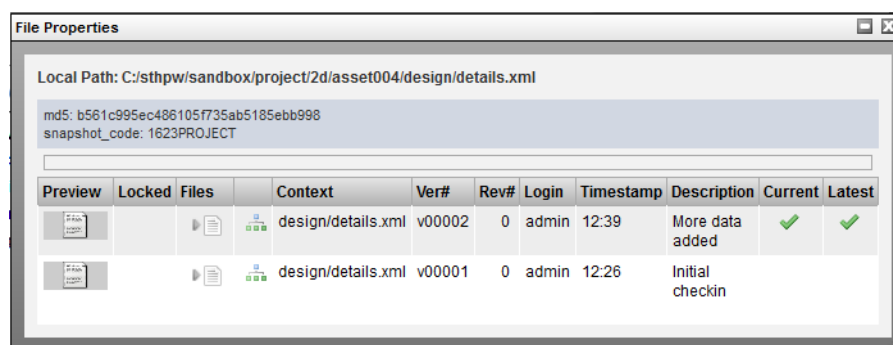 File Properties
Local Path: C:/sthpw/sandbox/project/2d/asset004/design/details.xml
md5: b561c995ec486105f735ab5185ebb998
snapshot_code: 1623PROJECT
Preview Locked Files Context Ver# Rev# Login Timestamp Description Current Latest
design/details.xml v00002 0 admin 12:39 More data
added
design/details.xml v00001 0 admin 12:26 Initial
checkin